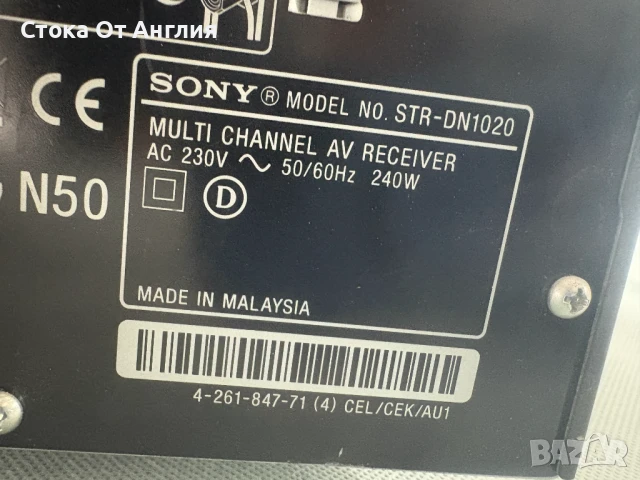 Стока От Англия
CE
N50
SONY® MODEL NO. STR-DN1020
MULTI CHANNEL AV RECEIVER
AC 230V ~ 50/60Hz 240W
D
MADE IN MALAYSIA
4-261-847-71 (4) CEL/CEK/AU1
BAZAR